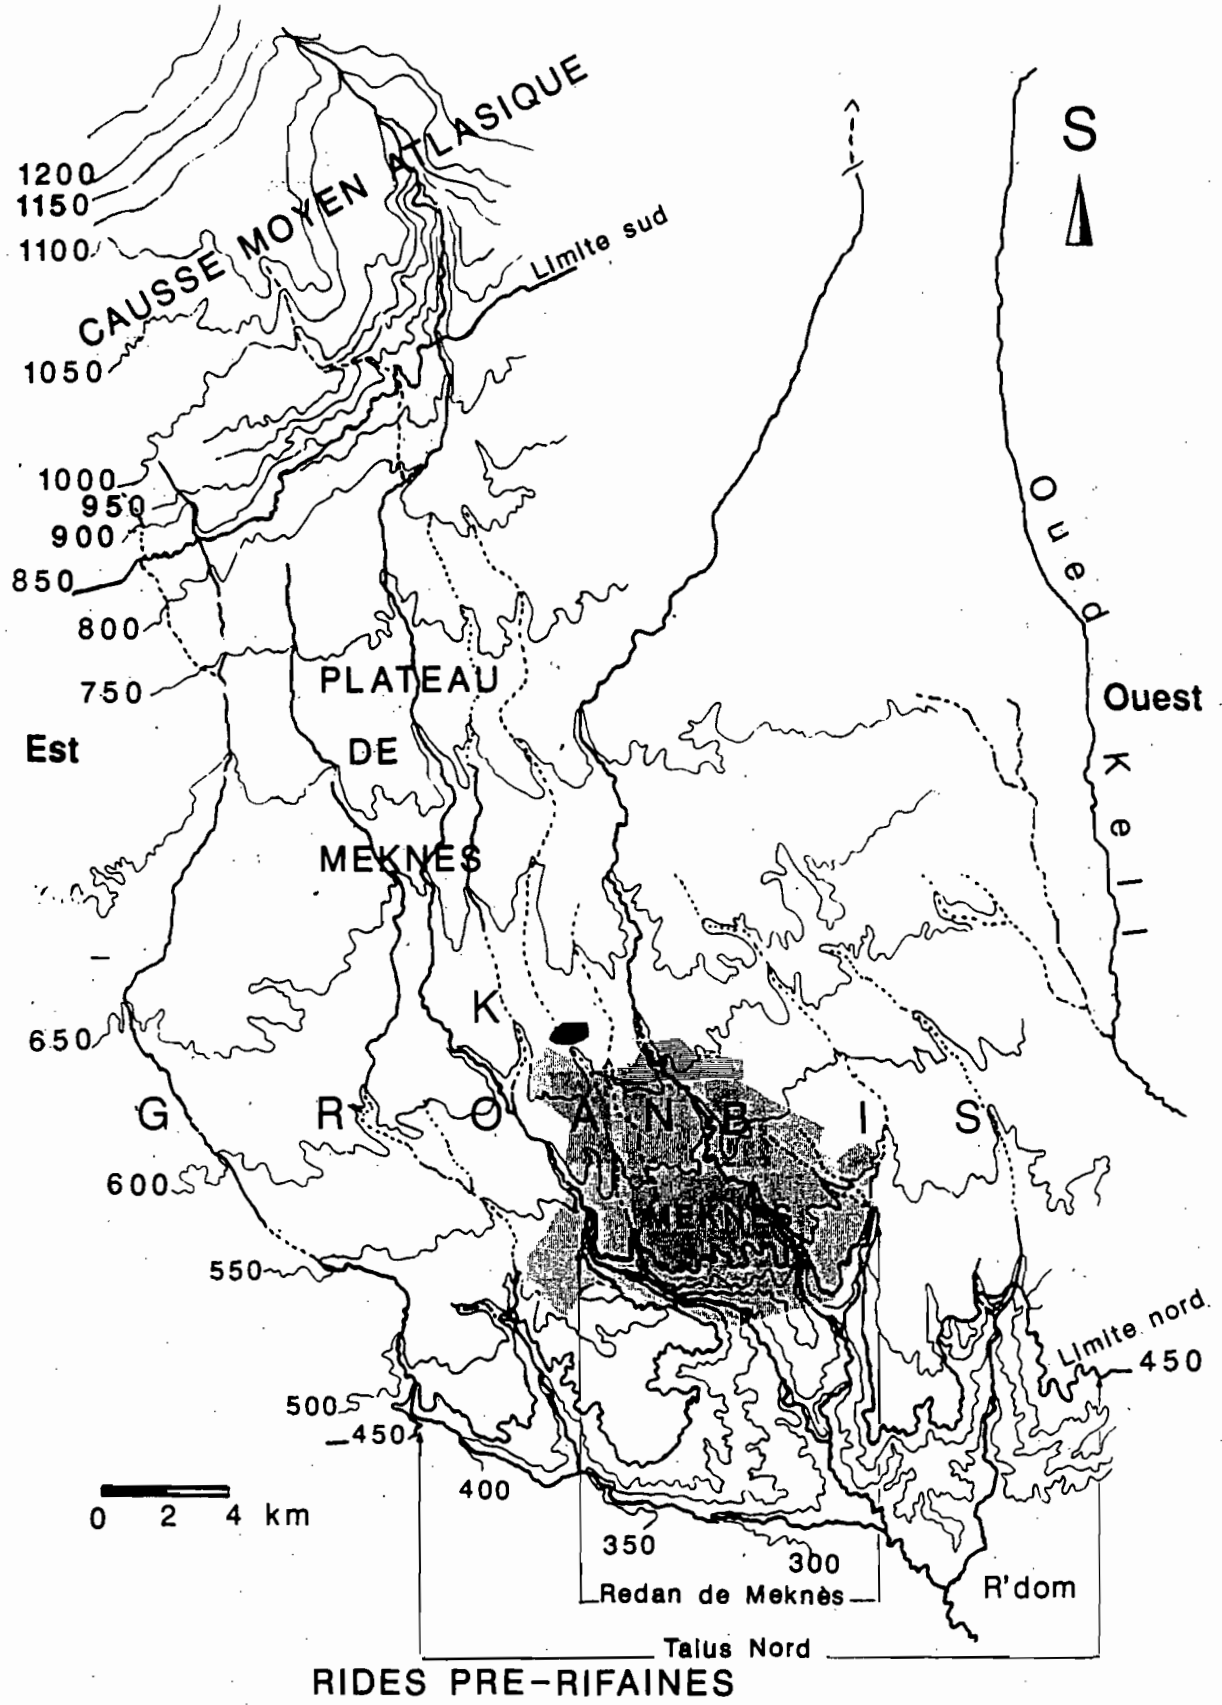 CAUSSE MOYEN ATLASIQUE
S
1200
1150
1100
Limite sud
1050
1000
950
900
850
800
750
Oued Kell
PLATEAU
DE
MEKNES
Est
Ouest
650
K
G R O A N B I S
MEKNES
600
550
Limite nord
450
500
450
400
350
300
0 2 4 km
Redan de Meknès
R'dom
Talus Nord
RIDES PRE-RIFAINES